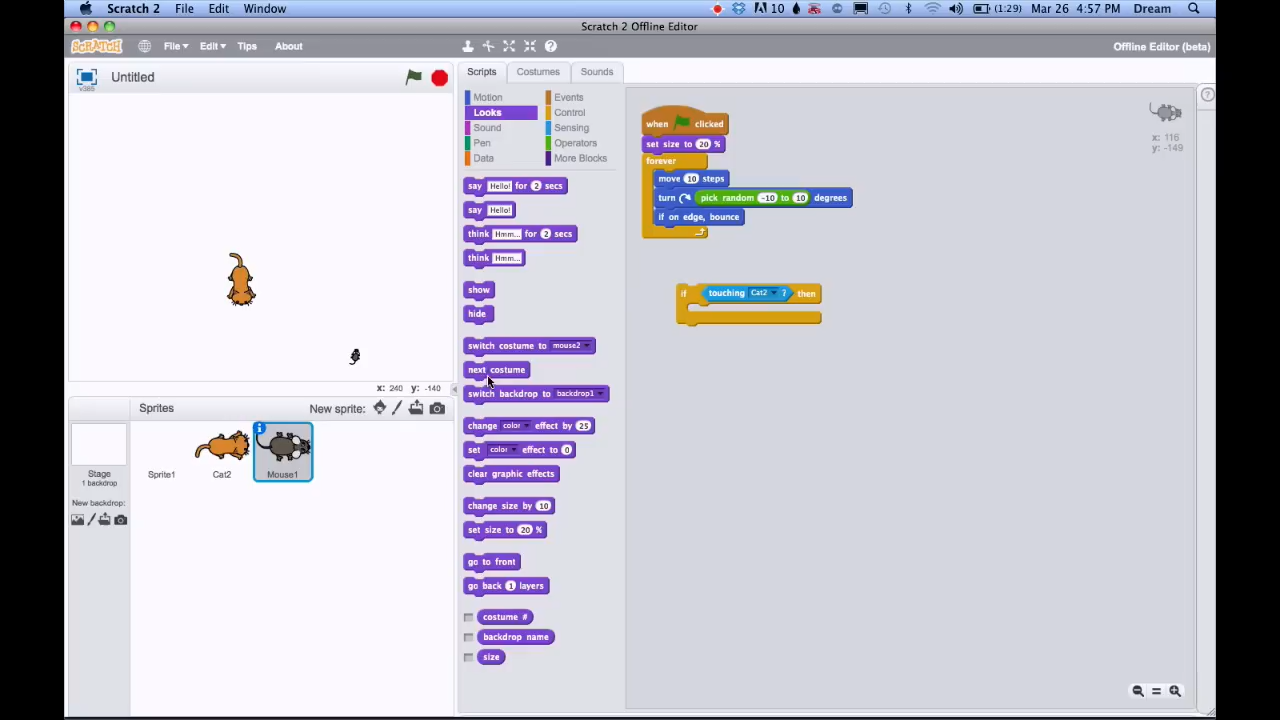 Scratch 2 File Edit Window 10 (1:29) Mar 26 4:57 PM Dream
Scratch 2 Offline Editor
SCRATCH File Edit Tips About Offline Editor (beta)
Untitled
v385
Scripts Costumes Sounds
Motion Events
Looks Control
Sound Sensing
Pen Operators
Data More Blocks
say Hello! for 2 secs
say Hello!
think Hmm... for 2 secs
think Hmm...
show
hide
switch costume to mouse2
next costume
switch backdrop to backdrop1
change color effect by 25
set color effect to 0
clear graphic effects
change size by 10
set size to 20 %
go to front
go back 1 layers
costume #
backdrop name
size
when clicked
set size to 20 %
forever
move 10 steps
turn pick random -10 to 10 degrees
if on edge, bounce
if touching Cat2 ? then
x: 116
y: -149
?
x: 240 y: -140
Sprites New sprite:
Stage
1 backdrop
New backdrop:
Sprite1 Cat2 Mouse1